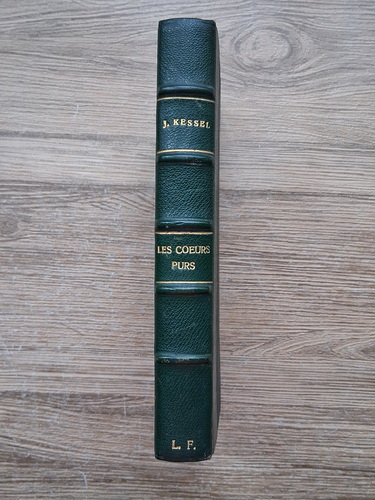 J. KESSEL
LES COEURS
PURS
L. F.